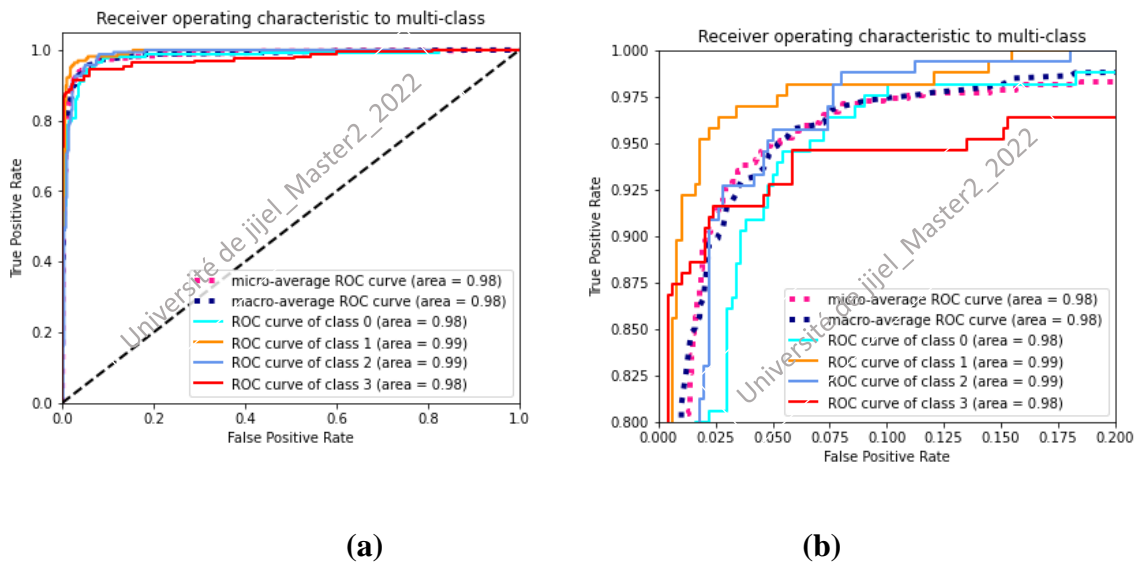 Receiver operating characteristic to multi-class
1.0
0.8
0.6
0.4
0.2
0.0
True Positive Rate
micro-average ROC curve (area = 0.98)
macro-average ROC curve (area = 0.98)
ROC curve of class 0 (area = 0.98)
ROC curve of class 1 (area = 0.99)
ROC curve of class 2 (area = 0.99)
ROC curve of class 3 (area = 0.98)
0.0 0.2 0.4 0.6 0.8 1.0
False Positive Rate
Université de jijel_Master2_2022
(a)
Receiver operating characteristic to multi-class
1.000
0.975
0.950
0.925
0.900
0.875
0.850
0.825
0.800
True Positive Rate
micro-average ROC curve (area = 0.98)
macro-average ROC curve (area = 0.98)
ROC curve of class 0 (area = 0.98)
ROC curve of class 1 (area = 0.99)
ROC curve of class 2 (area = 0.99)
ROC curve of class 3 (area = 0.98)
0.000 0.025 0.050 0.075 0.100 0.125 0.150 0.175 0.200
False Positive Rate
Université de jijel_Master2_2022
(b)